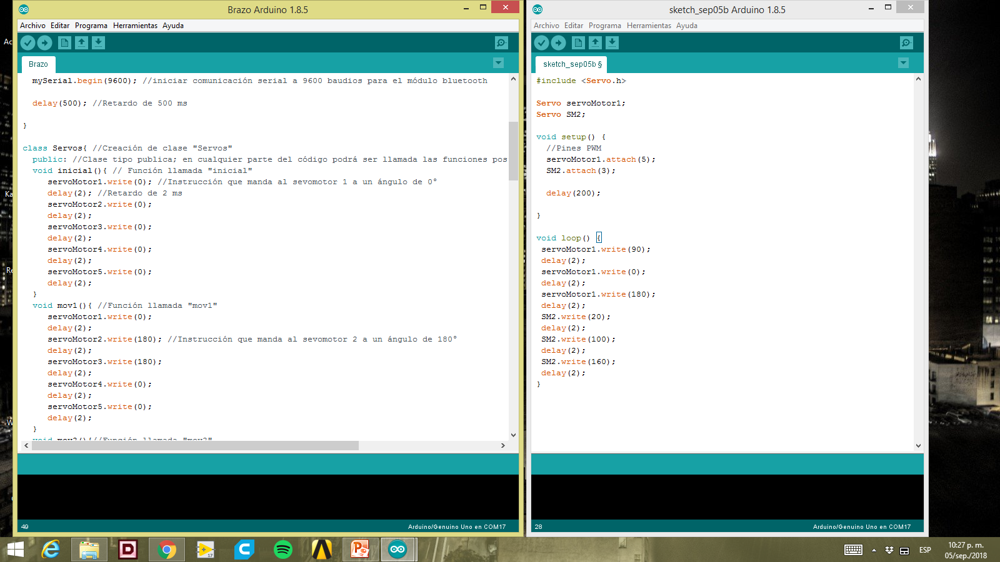 Brazo Arduino 1.8.5
Archivo Editar Programa Herramientas Ayuda
Brazo
mySerial.begin(9600); //iniciar comunicación serial a 9600 baudios para el módulo bluetooth
delay(500); //Retardo de 500 ms
}
class Servos{ //Creación de clase "Servos"
public: //Clase tipo publica; en cualquier parte del código podrá ser llamada las funciones pos
void inicial(){ // Función llamada "inicial"
servoMotor1.write(0); //Instrucción que manda al sevomotor 1 a un ángulo de 0°
delay(2); //Retardo de 2 ms
servoMotor2.write(0);
delay(2);
servoMotor3.write(0);
delay(2);
servoMotor4.write(0);
delay(2);
servoMotor5.write(0);
delay(2);
}
void mov1(){ //Función llamada "mov1"
servoMotor1.write(0);
delay(2);
servoMotor2.write(180); //Instrucción que manda al sevomotor 2 a un ángulo de 180°
delay(2);
servoMotor3.write(180);
delay(2);
servoMotor4.write(0);
delay(2);
servoMotor5.write(0);
delay(2);
}
void mov2(){//Función llamada "mov2"
49
Arduino/Genuino Uno en COM17
sketch_sep05b Arduino 1.8.5
Archivo Editar Programa Herramientas Ayuda
sketch_sep05b §
#include <Servo.h>
Servo servoMotor1;
Servo SM2;
void setup() {
//Pines PWM
servoMotor1.attach(5);
SM2.attach(3);
delay(200);
}
void loop() {
servoMotor1.write(90);
delay(2);
servoMotor1.write(0);
delay(2);
servoMotor1.write(180);
delay(2);
SM2.write(20);
delay(2);
SM2.write(100);
delay(2);
SM2.write(160);
delay(2);
}
28
Arduino/Genuino Uno en COM17
17
ESP
10:27 p. m.
05/sep./2018